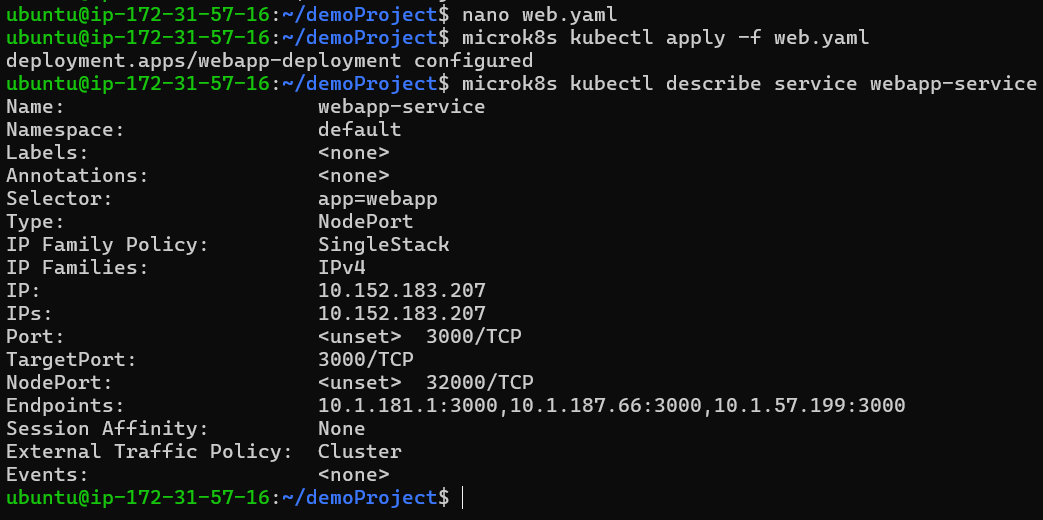 ubuntu@ip-172-31-57-16:~/demoProject$ nano web.yaml
ubuntu@ip-172-31-57-16:~/demoProject$ microk8s kubectl apply -f web.yaml
deployment.apps/webapp-deployment configured
ubuntu@ip-172-31-57-16:~/demoProject$ microk8s kubectl describe service webapp-service
Name:                     webapp-service
Namespace:                default
Labels:                   <none>
Annotations:              <none>
Selector:                 app=webapp
Type:                     NodePort
IP Family Policy:         SingleStack
IP Families:              IPv4
IP:                       10.152.183.207
IPs:                      10.152.183.207
Port:                     <unset>  3000/TCP
TargetPort:               3000/TCP
NodePort:                 <unset>  32000/TCP
Endpoints:                10.1.181.1:3000,10.1.187.66:3000,10.1.57.199:3000
Session Affinity:         None
External Traffic Policy:  Cluster
Events:                   <none>
ubuntu@ip-172-31-57-16:~/demoProject$